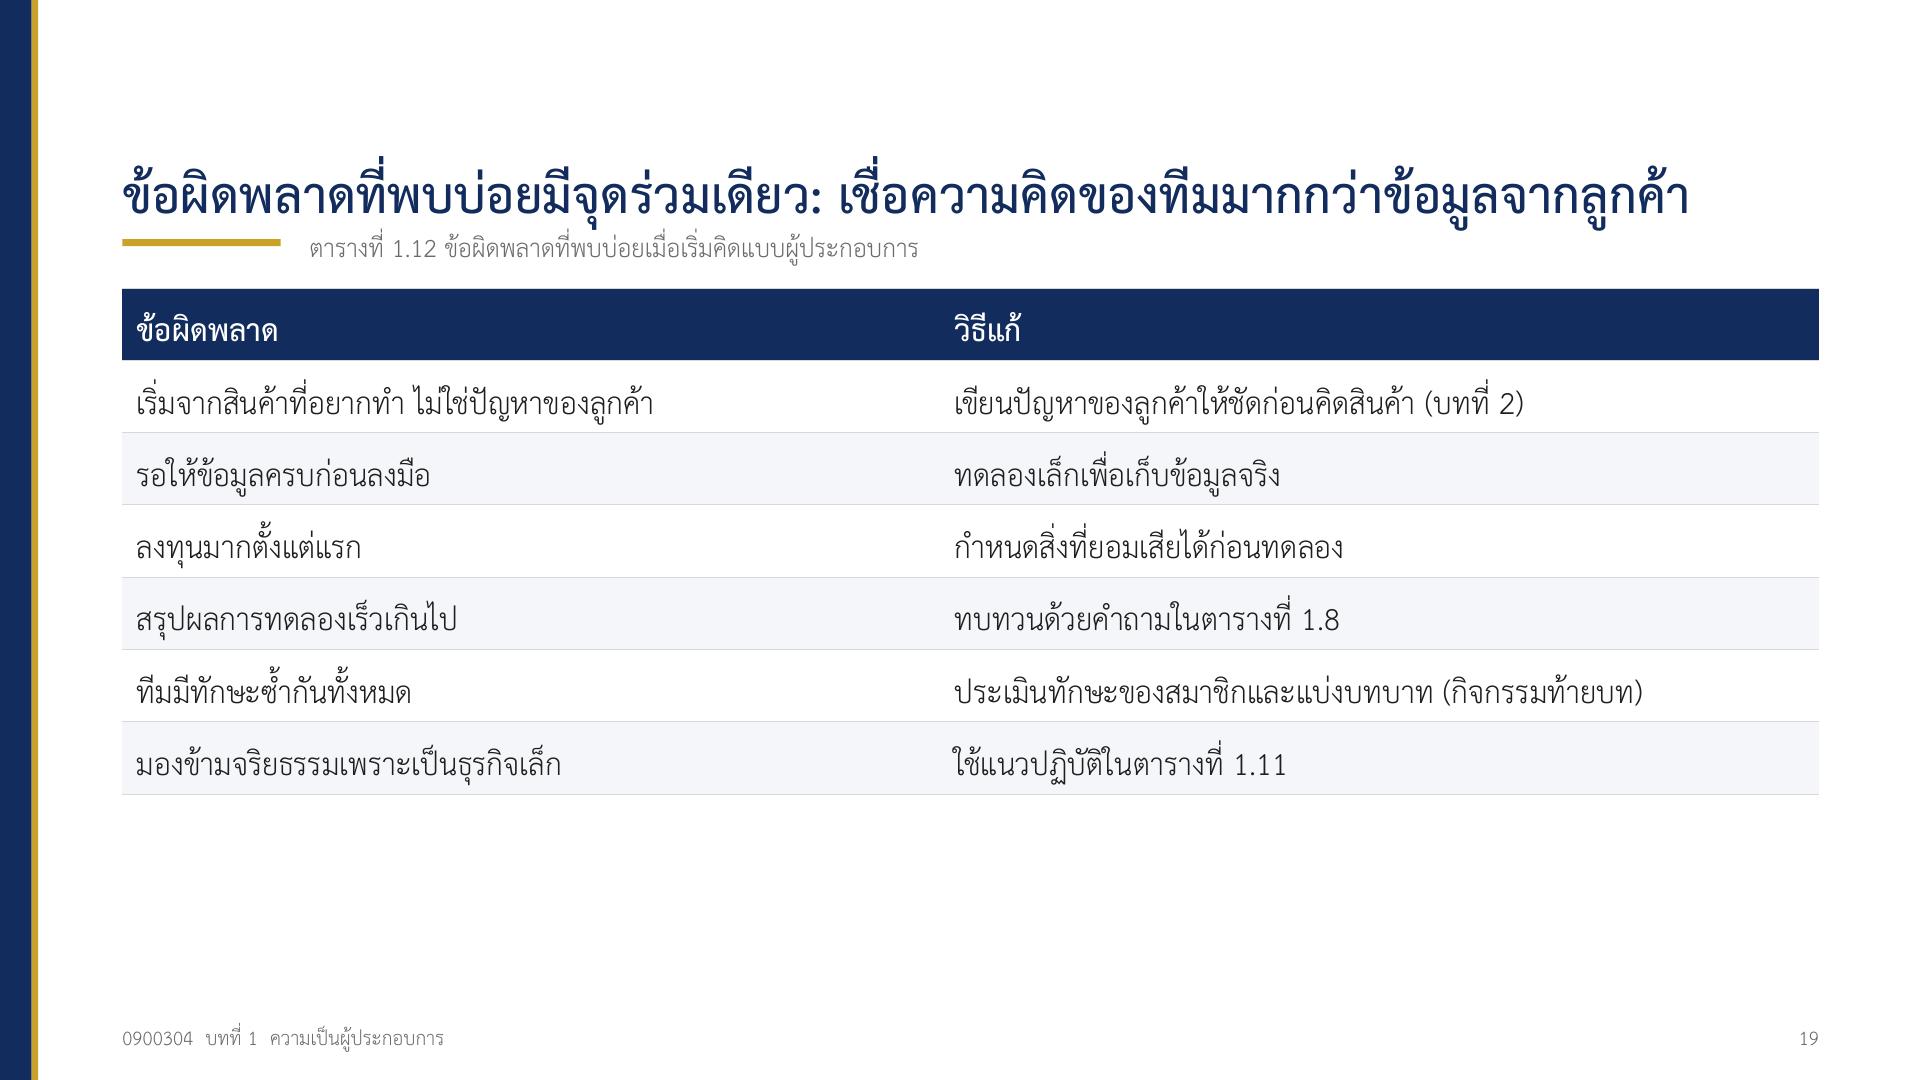 ข้อผิดพลาดที่พบบ่อยมีจุดร่วมเดียว: เชื่อความคิดของทีมมากกว่าข้อมูลจากลูกค้า
ตารางที่ 1.12 ข้อผิดพลาดที่พบบ่อยเมื่อเริ่มคิดแบบผู้ประกอบการ
ข้อผิดพลาด วิธีแก้
เริ่มจากสินค้าที่อยากทำ ไม่ใช่ปัญหาของลูกค้า เขียนปัญหาของลูกค้าให้ชัดก่อนคิดสินค้า (บทที่ 2)
รอให้ข้อมูลครบก่อนลงมือ ทดลองเล็กเพื่อเก็บข้อมูลจริง
ลงทุนมากตั้งแต่แรก กำหนดสิ่งที่ยอมเสียได้ก่อนทดลอง
สรุปผลการทดลองเร็วเกินไป ทบทวนด้วยคำถามในตารางที่ 1.8
ทีมมีทักษะซ้ำกันทั้งหมด ประเมินทักษะของสมาชิกและแบ่งบทบาท (กิจกรรมท้ายบท)
มองข้ามจริยธรรมเพราะเป็นธุรกิจเล็ก ใช้แนวปฏิบัติในตารางที่ 1.11
0900304 บทที่ 1 ความเป็นผู้ประกอบการ 19